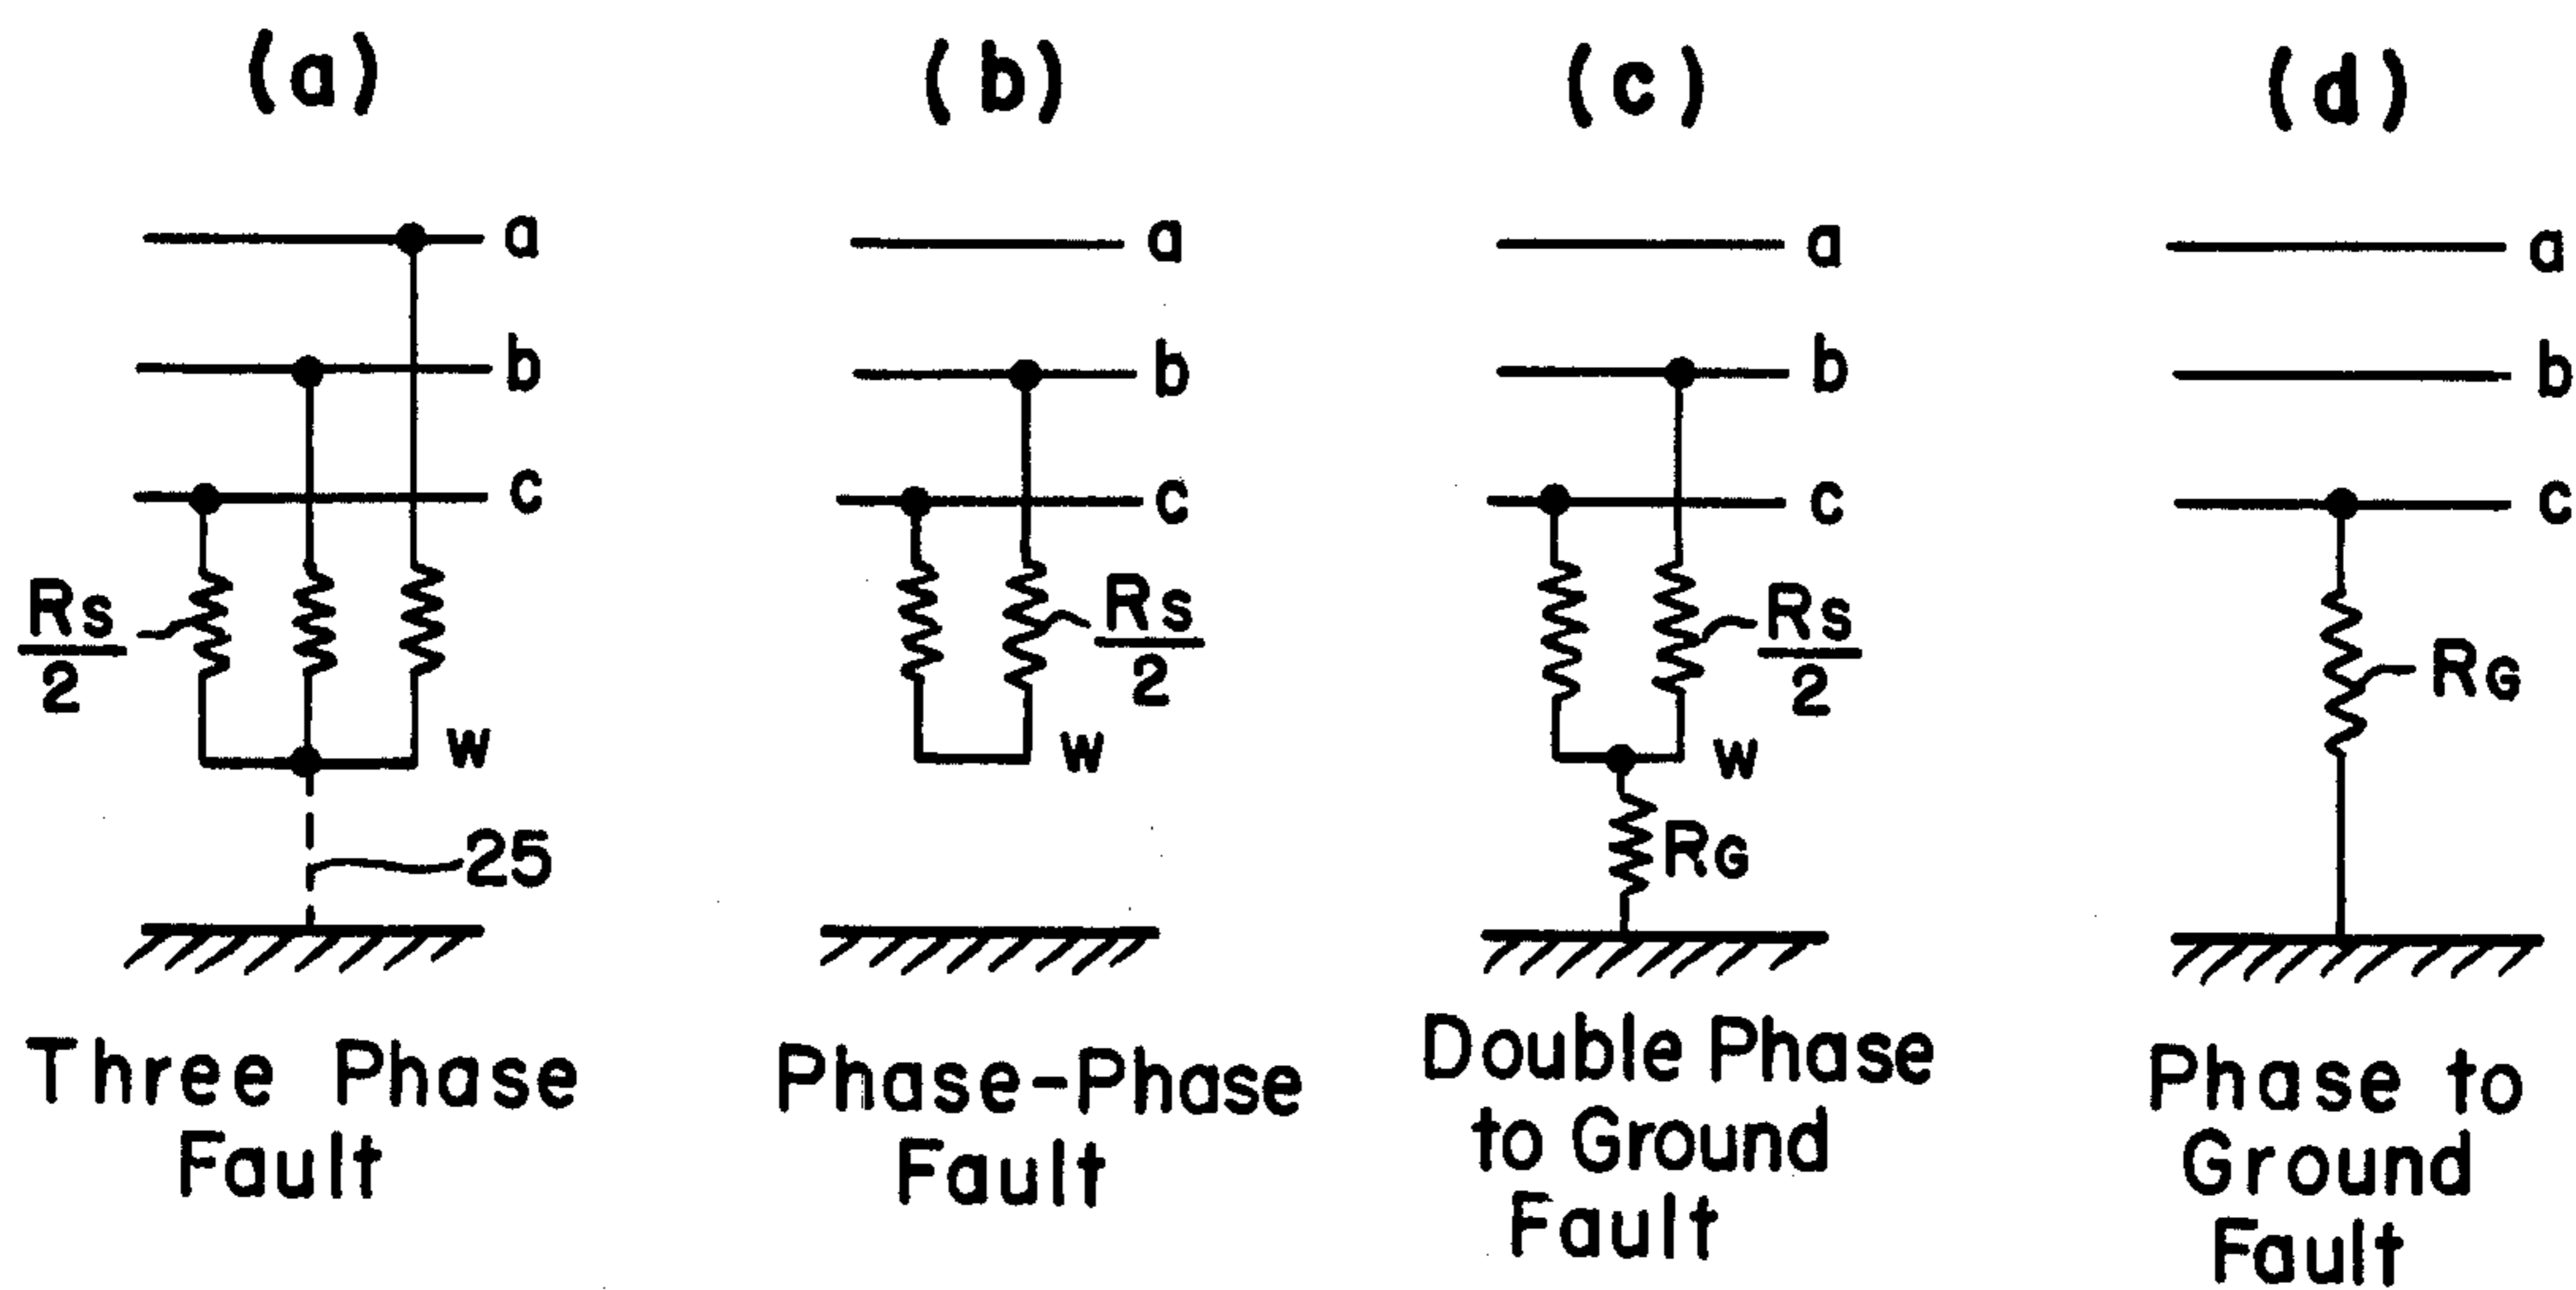 (a)
a
b
c
Rs
2
w
25
Three Phase
Fault
(b)
a
b
c
Rs
2
w
Phase-Phase
Fault
(c)
a
b
c
Rs
2
w
RG
Double Phase
to Ground
Fault
(d)
a
b
c
RG
Phase to
Ground
Fault